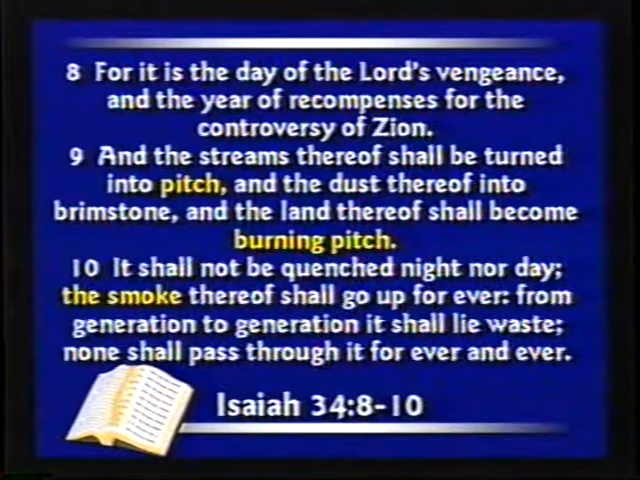 8 For it is the day of the Lord's vengeance,
and the year of recompenses for the
controversy of Zion.
9 And the streams thereof shall be turned
into pitch, and the dust thereof into
brimstone, and the land thereof shall become
burning pitch.
10 It shall not be quenched night nor day;
the smoke thereof shall go up for ever: from
generation to generation it shall lie waste;
none shall pass through it for ever and ever.
Isaiah 34:8-10